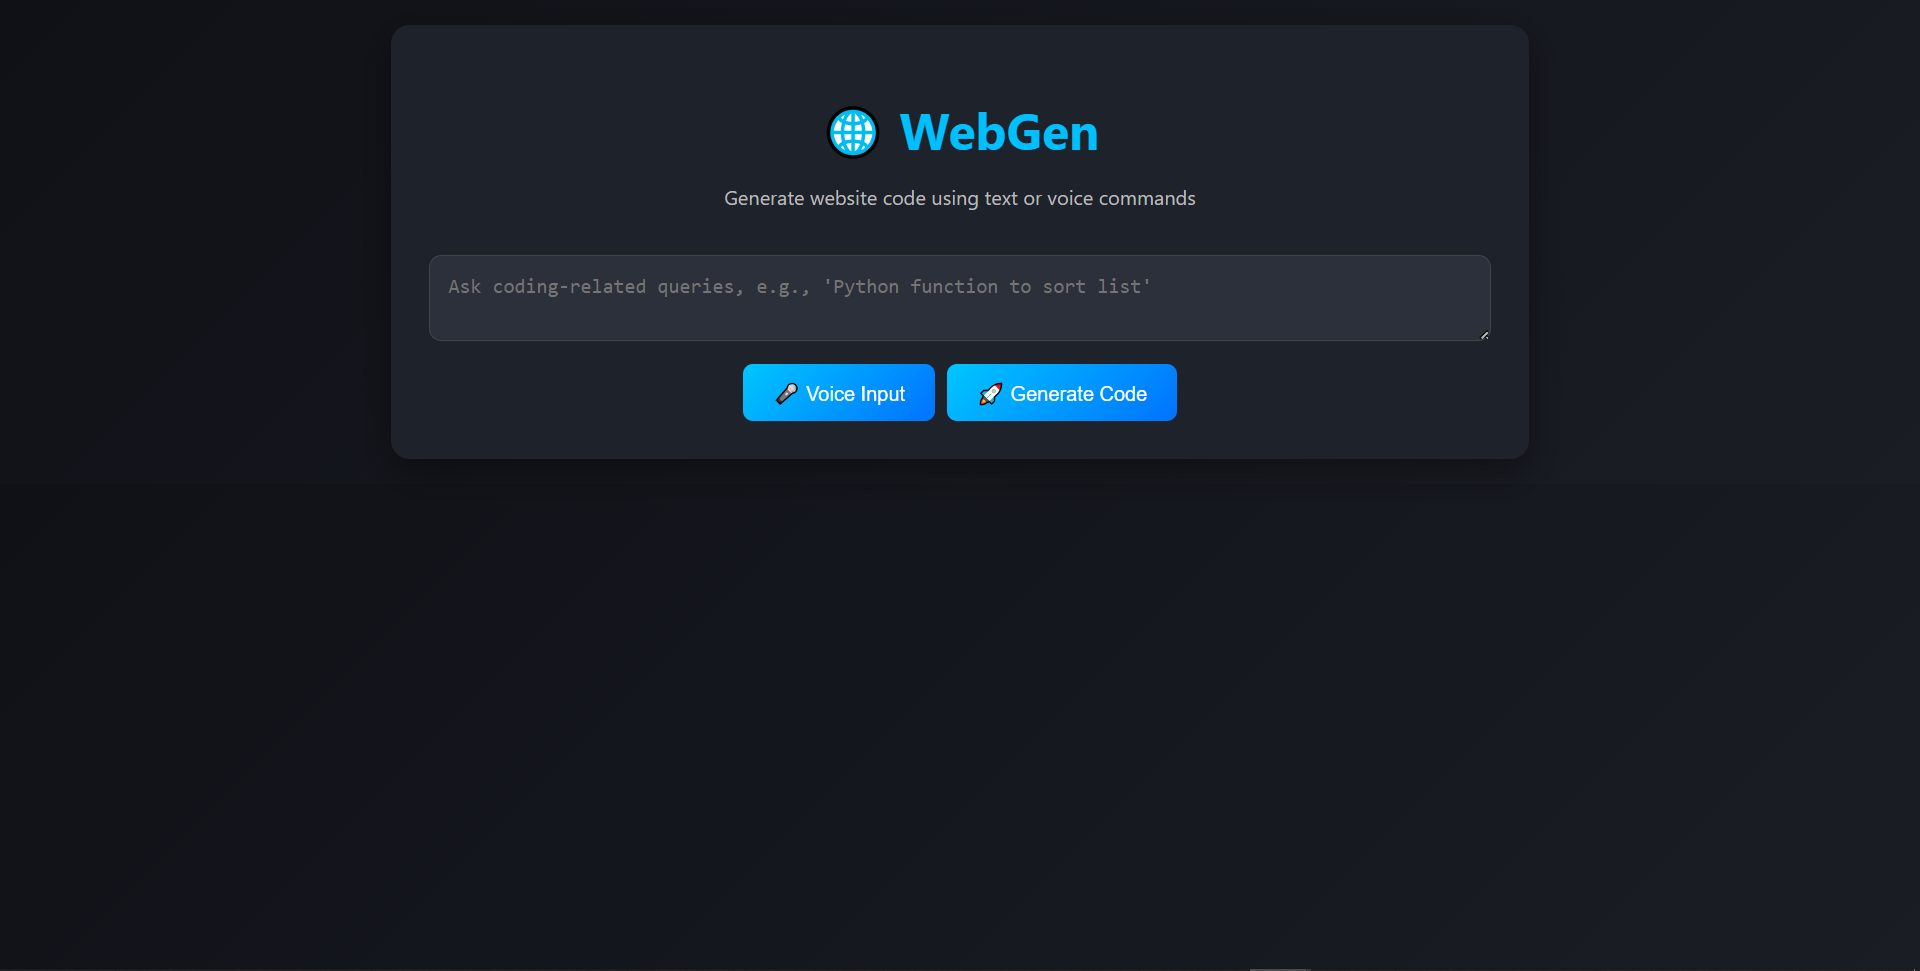 WebGen
Generate website code using text or voice commands
Ask coding-related queries, e.g., 'Python function to sort list'
Voice Input
Generate Code